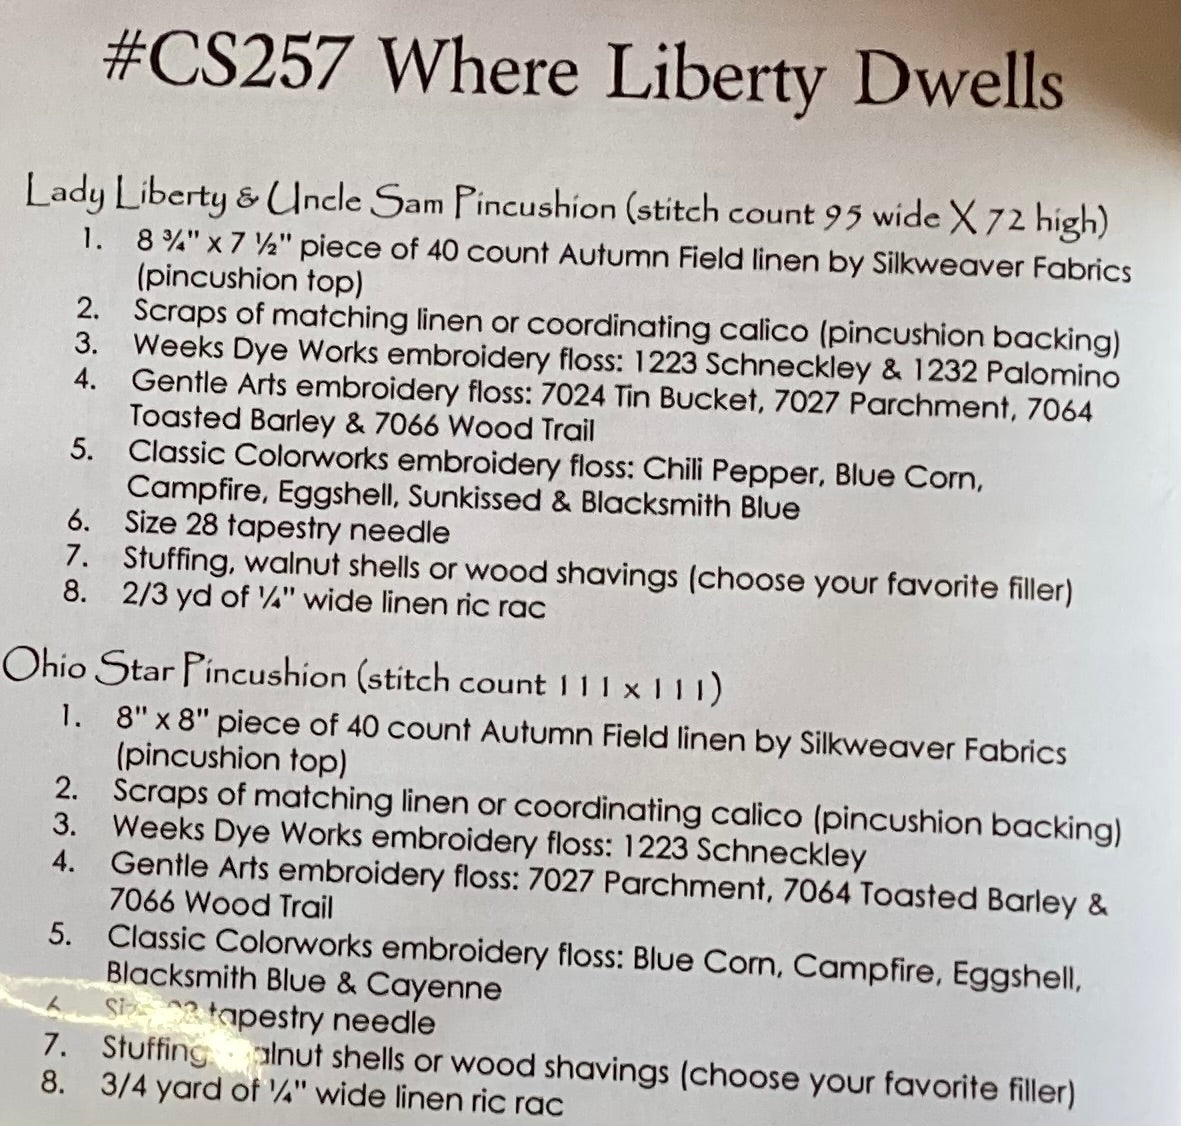 #CS257 Where Liberty Dwells
Lady Liberty & Uncle Sam Pincushion (stitch count 95 wide X 72 high)
1. 8 ¾" x 7 ½" piece of 40 count Autumn Field linen by Silkweaver Fabrics
(pincushion top)
2. Scraps of matching linen or coordinating calico (pincushion backing)
3. Weeks Dye Works embroidery floss: 1223 Schneckley & 1232 Palomino
4. Gentle Arts embroidery floss: 7024 Tin Bucket, 7027 Parchment, 7064
Toasted Barley & 7066 Wood Trail
5. Classic Colorworks embroidery floss: Chili Pepper, Blue Corn,
Campfire, Eggshell, Sunkissed & Blacksmith Blue
6. Size 28 tapestry needle
7. Stuffing, walnut shells or wood shavings (choose your favorite filler)
8. 2/3 yd of ¼" wide linen ric rac
Ohio Star Pincushion (stitch count 111 x 111)
1. 8" x 8" piece of 40 count Autumn Field linen by Silkweaver Fabrics
(pincushion top)
2. Scraps of matching linen or coordinating calico (pincushion backing)
3. Weeks Dye Works embroidery floss: 1223 Schneckley
4. Gentle Arts embroidery floss: 7027 Parchment, 7064 Toasted Barley &
7066 Wood Trail
5. Classic Colorworks embroidery floss: Blue Corn, Campfire, Eggshell,
Blacksmith Blue & Cayenne
6. tapestry needle
7. Stuffing shells or wood shavings (choose your favorite filler)
8. 3/4 yard of ¼" wide linen ric rac